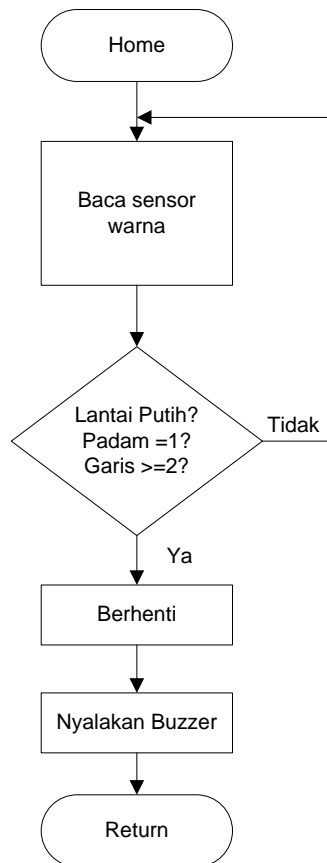 Home
Baca sensor
warna
Lantai Putih?
Padam =1?
Garis >=2?
Tidak
Ya
Berhenti
Nyalakan Buzzer
Return